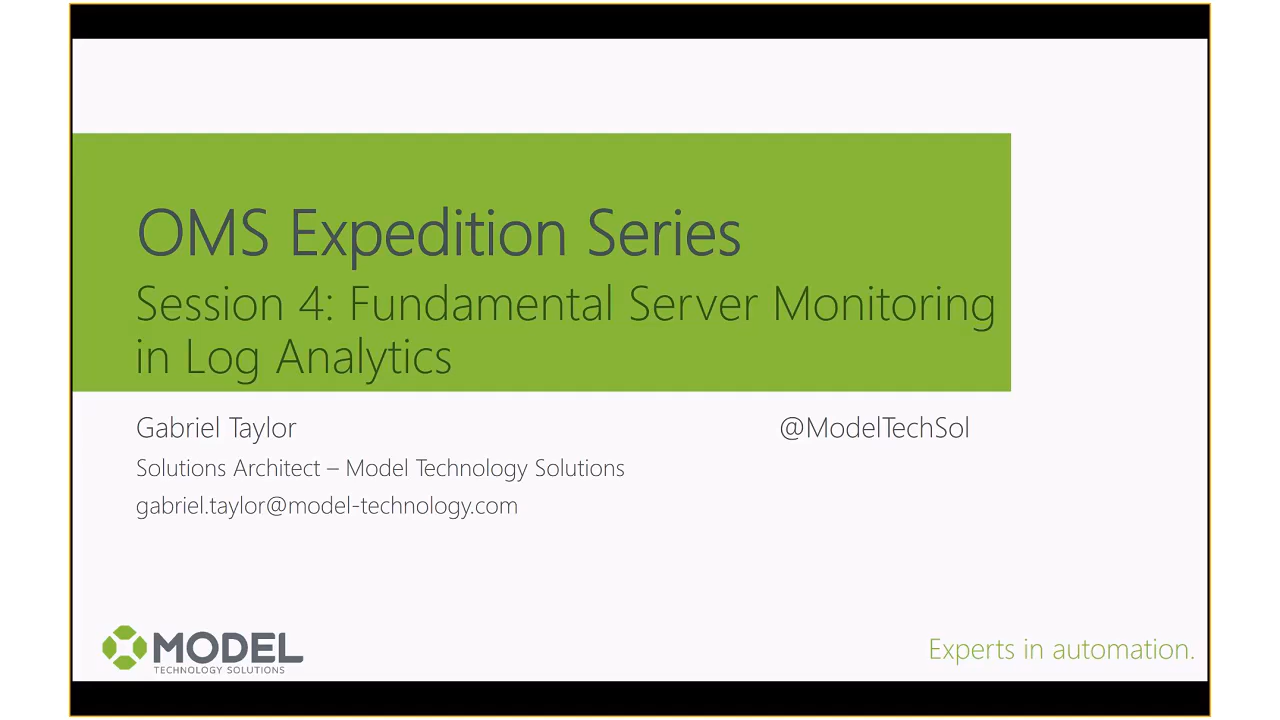 OMS Expedition Series
Session 4: Fundamental Server Monitoring
in Log Analytics
Gabriel Taylor
@ModelTechSol
Solutions Architect – Model Technology Solutions
gabriel.taylor@model-technology.com
MODEL
TECHNOLOGY SOLUTIONS
Experts in automation.